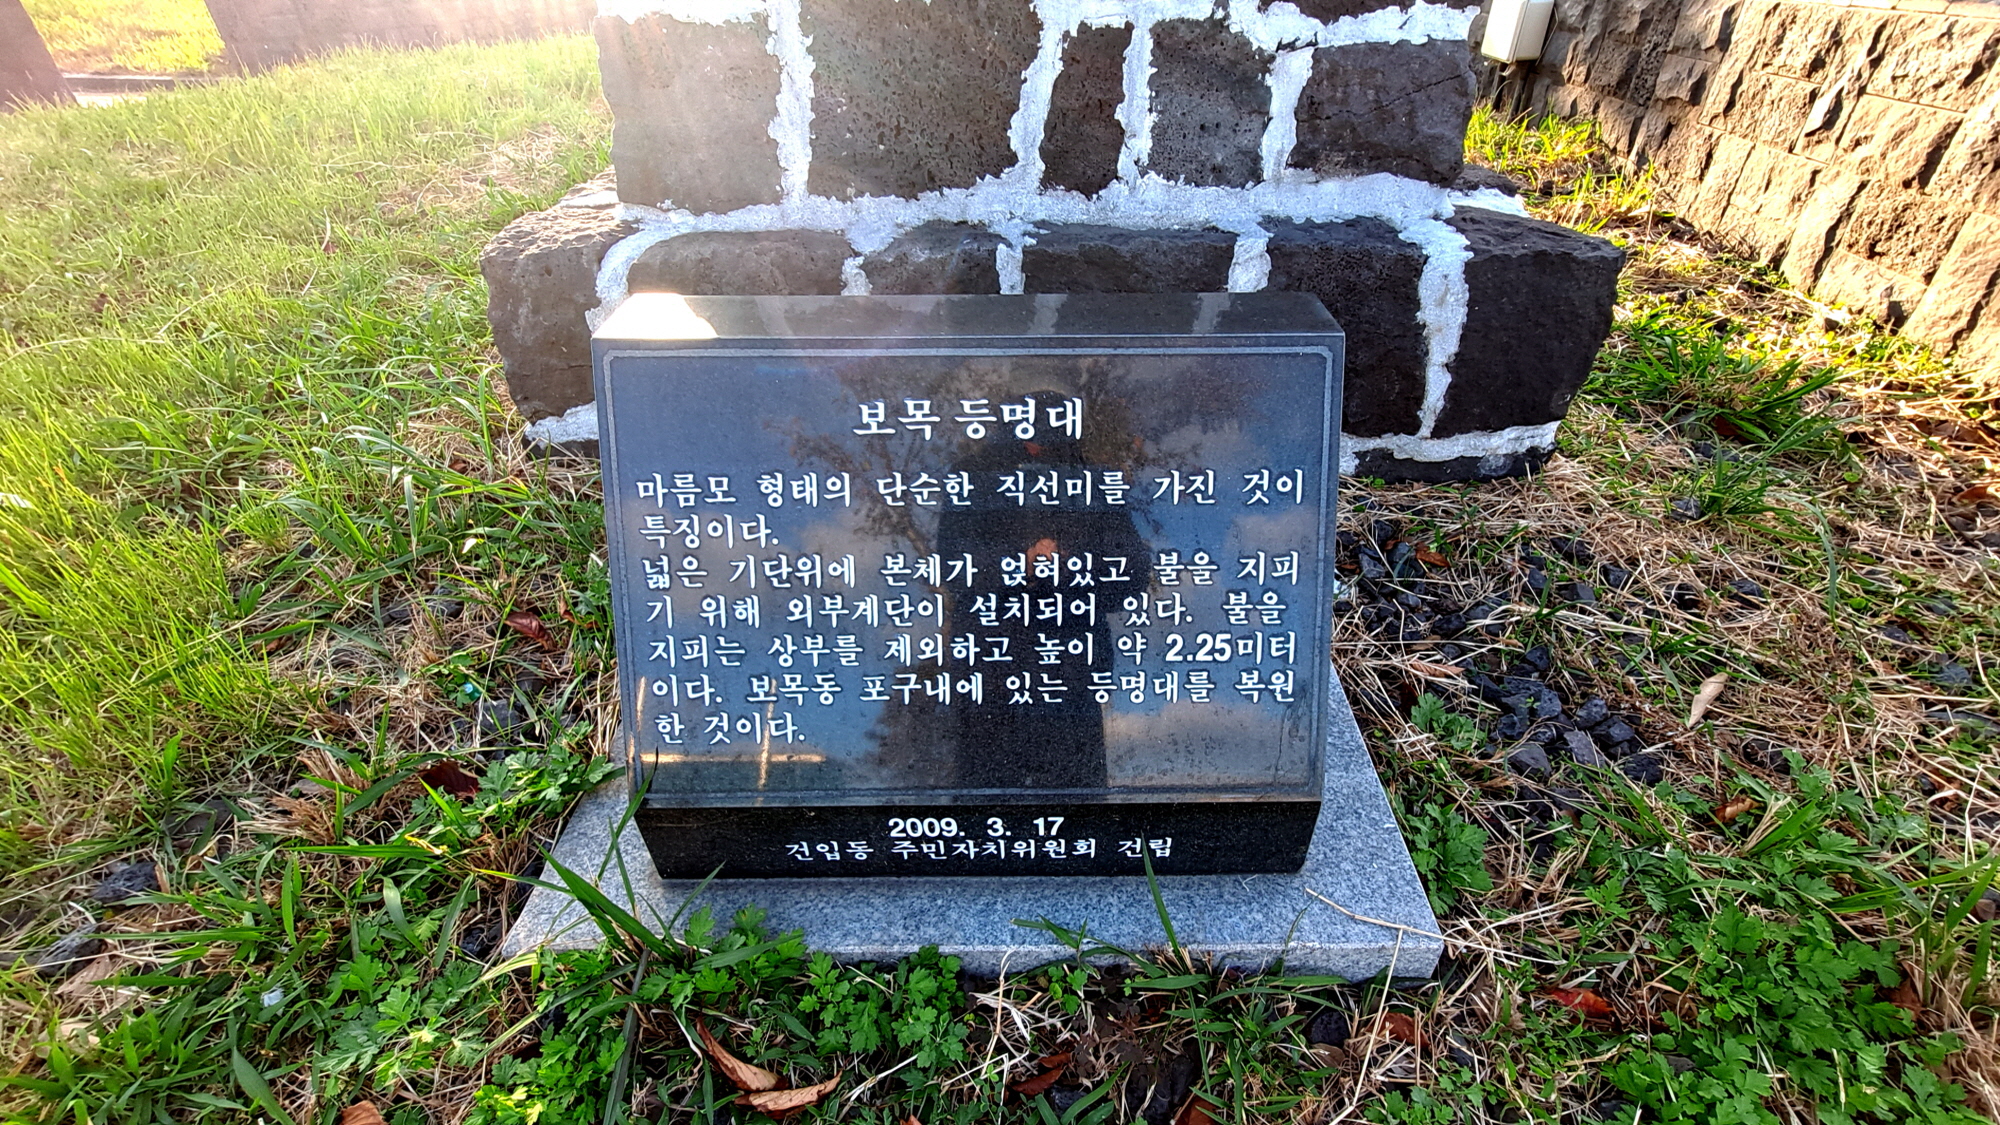 보목 등명대
마름모 형태의 단순한 직선미를 가진 것이
특징이다.
넓은 기단위에 본체가 얹혀있고 불을 지피
기 위해 외부계단이 설치되어 있다. 불을
지피는 상부를 제외하고 높이 약 2.25미터
이다. 보목동 포구내에 있는 등명대를 복원
한 것이다.
2009. 3. 17
건입동 주민자치위원회 건립